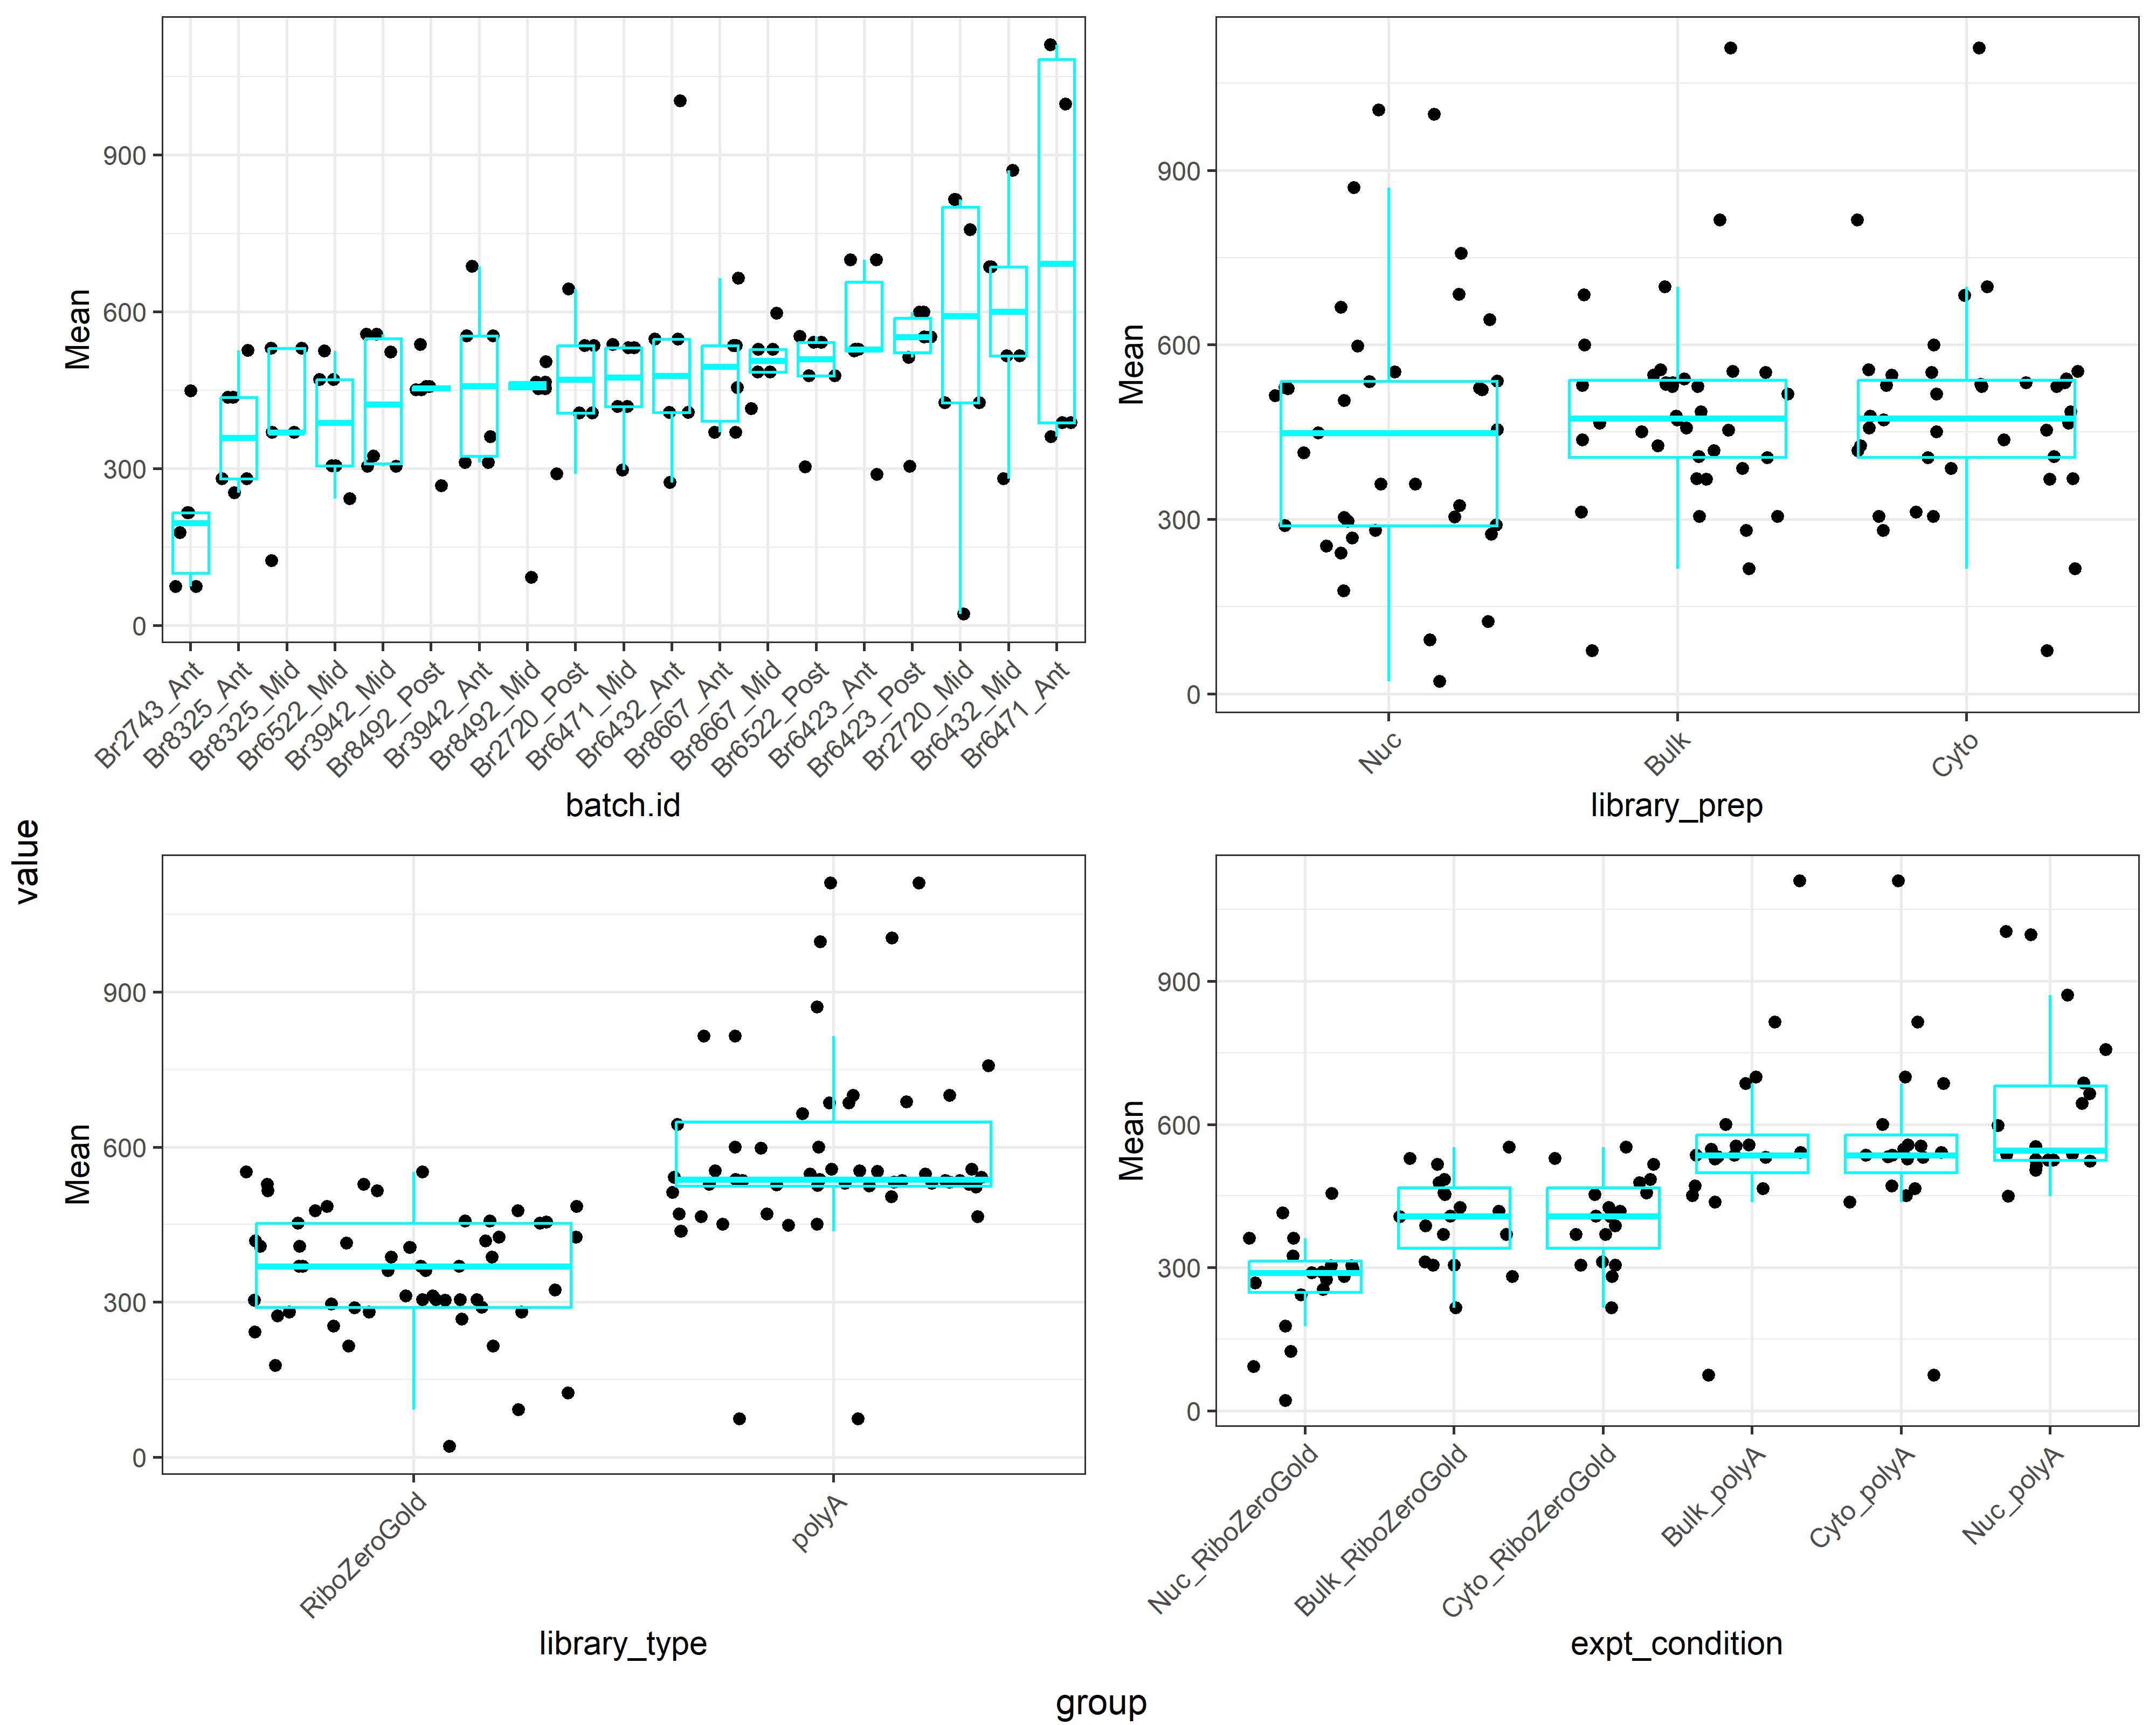 value
Mean
900
600
300
0
Br2743_Ant
Br8325_Ant
Br8325_Mid
Br6522_Mid
Br3942_Mid
Br8492_Post
Br3942_Ant
Br8492_Mid
Br2720_Post
Br6471_Mid
Br6432_Ant
Br8667_Ant
Br8667_Mid
Br6522_Post
Br6423_Ant
Br6423_Post
Br2720_Mid
Br6432_Mid
Br6471_Ant
batch.id
Mean
900
600
300
0
Nuc
Bulk
Cyto
library_prep
Mean
900
600
300
0
RiboZeroGold
polyA
library_type
Mean
900
600
300
0
Nuc_RiboZeroGold
Bulk_RiboZeroGold
Cyto_RiboZeroGold
Bulk_polyA
Cyto_polyA
Nuc_polyA
expt_condition
group